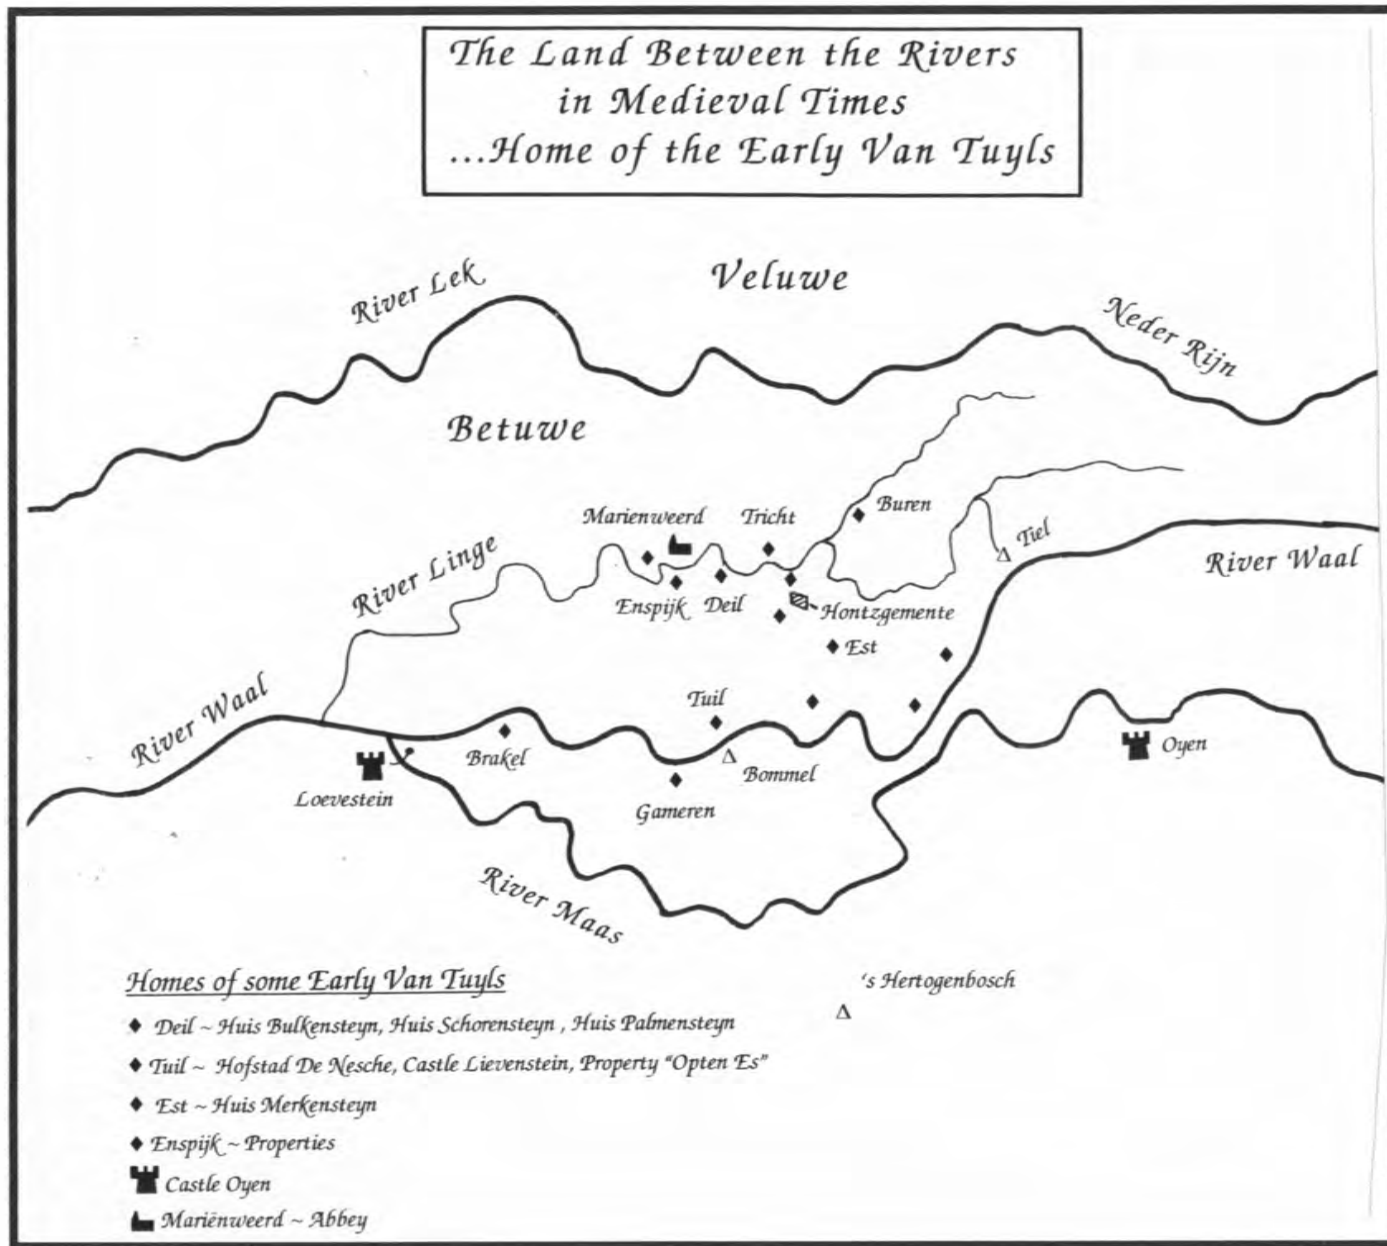 The Land Between the Rivers
in Medieval Times
...Home of the Early Van Tuyls
Veluwe
River Lek
Neder Rijn
Betuwe
Buren
Marienweerd
Tricht
Tiel
River Linge
River Waal
Enspijk
Deil
Hontzgemente
Est
Tuil
River Waal
Brakel
Bommel
Oyen
Loevestein
Gameren
River Maas
Homes of some Early Van Tuyls
's Hertogenbosch
Deil ~ Huis Bulkensteyn, Huis Schorensteyn , Huis Palmensteyn
Tuil ~ Hofstad De Nesche, Castle Lievenstein, Property "Opten Es"
Est ~ Huis Merkensteyn
Enspijk ~ Properties
Castle Oyen
Mariënweerd ~ Abbey